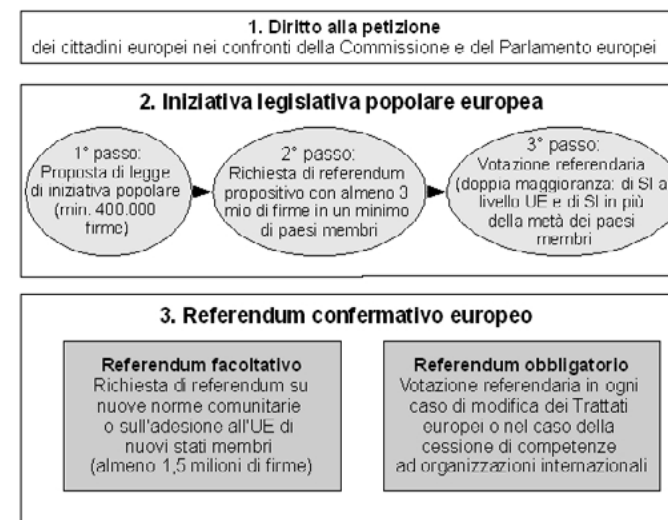 1. Diritto alla petizione
dei cittadini europei nei confronti della Commissione e del Parlamento europei
2. Iniziativa legislativa popolare europea
1° passo:
Proposta di legge
di iniziativa popolare
(min. 400.000
firme)
2° passo:
Richiesta di referendum
propositivo con almeno 3
mio di firme in un minimo
di paesi membri
3° passo:
Votazione referendaria
(doppia maggioranza: di SI a
livello UE e di SI in più
della metà dei paesi
membri
3. Referendum confermativo europeo
Referendum facoltativo
Richiesta di referendum su
nuove norme comunitarie
o sull'adesione all'UE di
nuovi stati membri
(almeno 1,5 milioni di firme)
Referendum obbligatorio
Votazione referendaria in ogni
caso di modifica dei Trattati
europei o nel caso della
cessione di competenze
ad organizzazioni internazionali